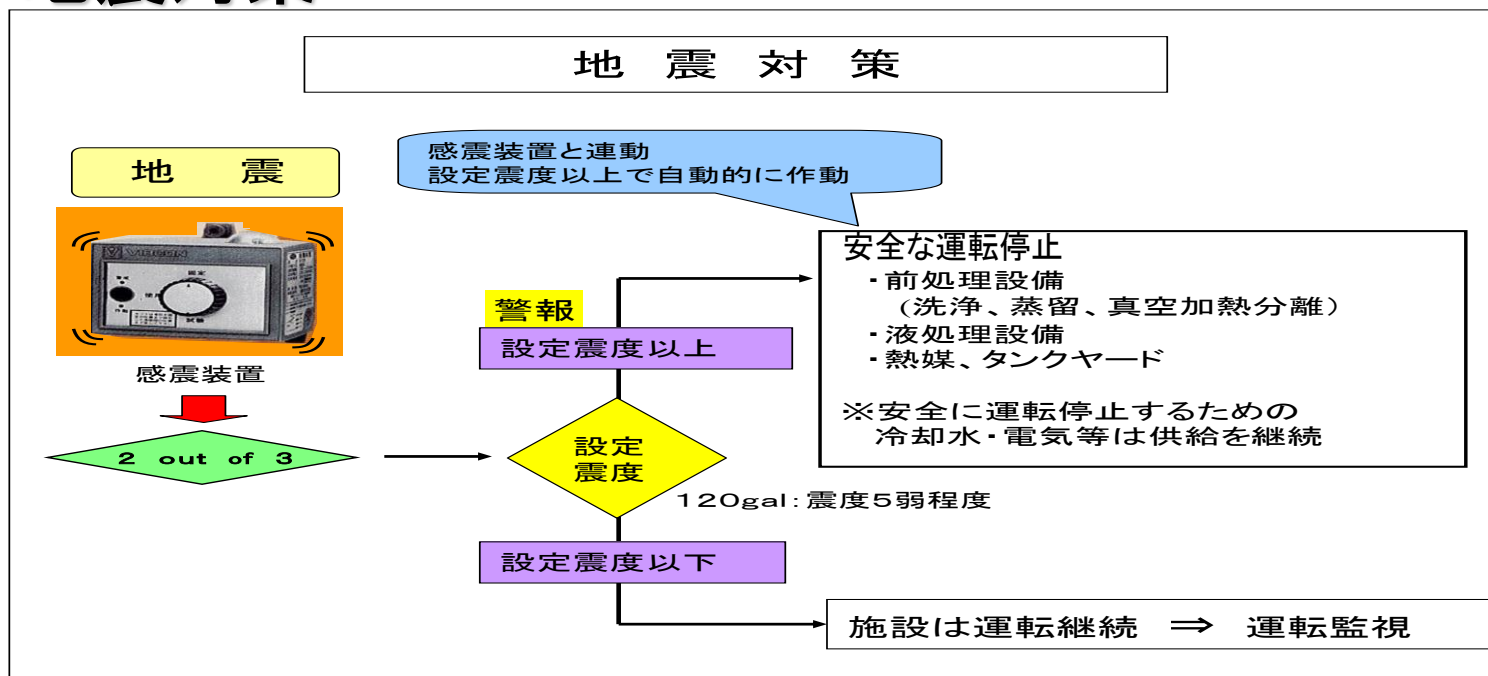 地震対策
地　震　対　策
感震装置と連動
設定震度以上で自動的に作動
地　震
安全な運転停止
・前処理設備
（洗浄、蒸留、真空加熱分離）
・液処理設備
・熱媒、タンクヤード
※安全に運転停止するための
冷却水・電気等は供給を継続
警報
設定震度以上
感震装置
2 out of 3
設定
震度
120gal:震度5弱程度
設定震度以下
施設は運転継続 ⇒ 運転監視